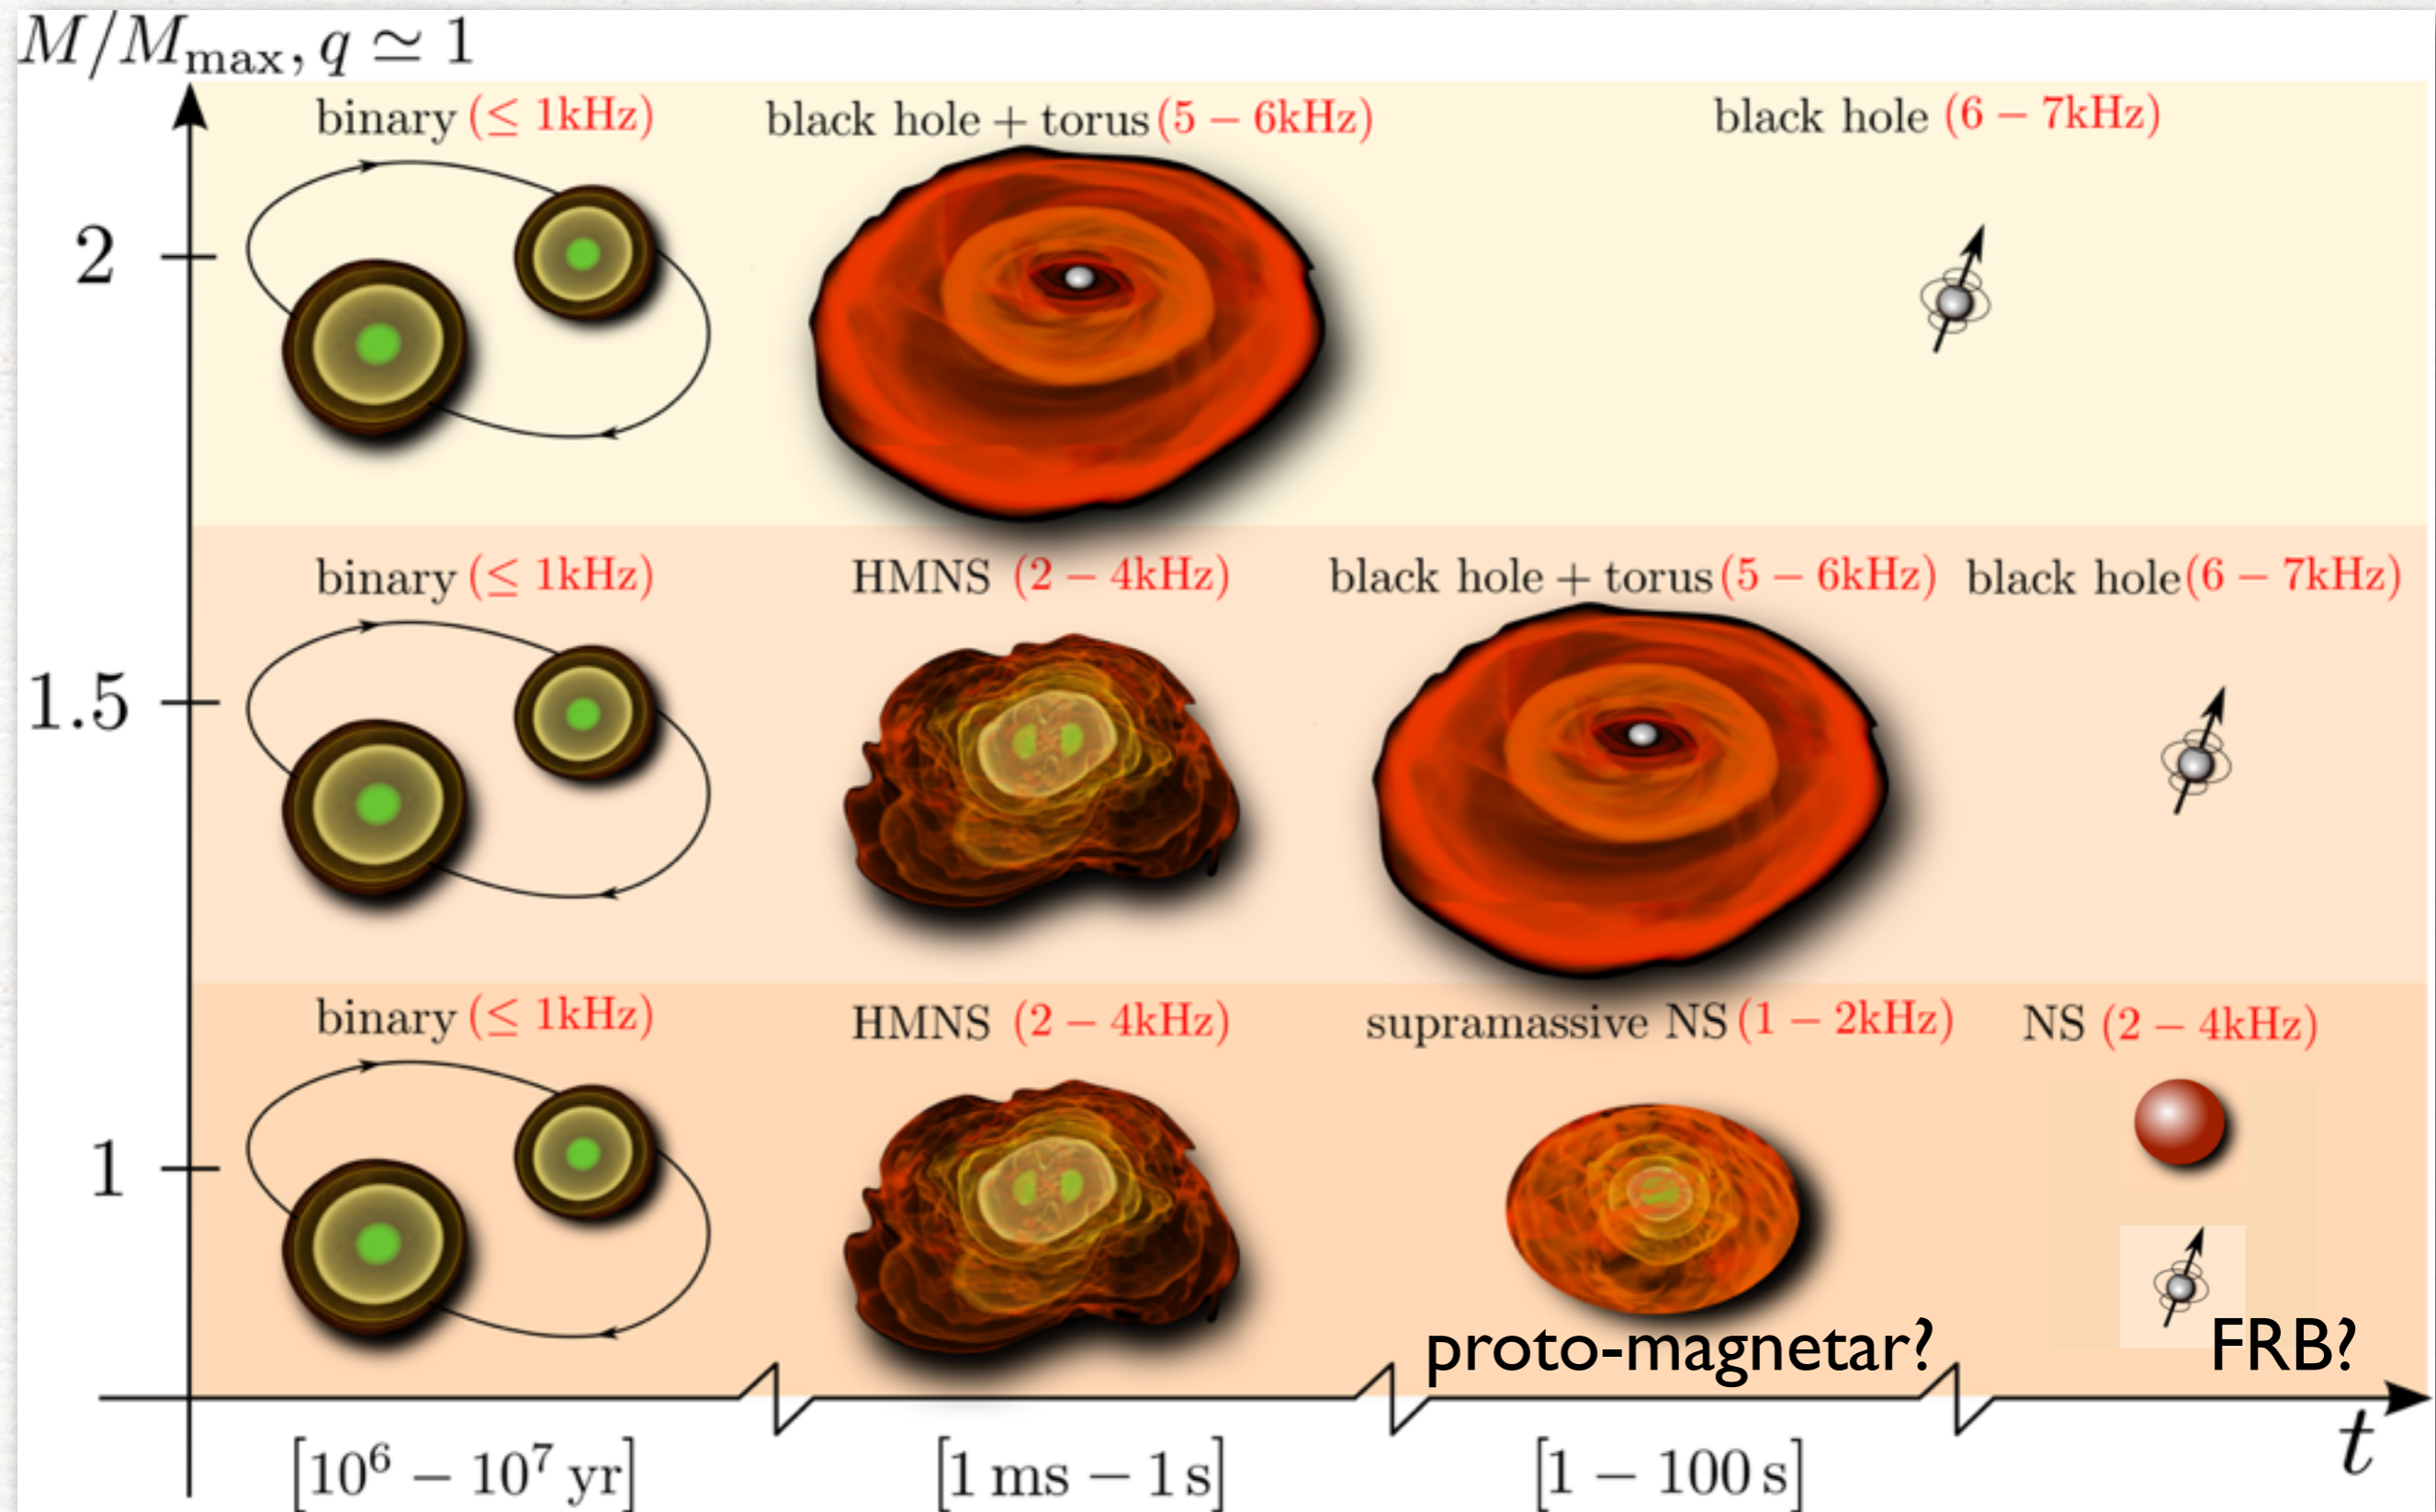 M/M_max, q ≃ 1
binary (≤ 1kHz) black hole + torus (5 – 6kHz) black hole (6 – 7kHz)
2
binary (≤ 1kHz) HMNS (2 – 4kHz) black hole + torus (5 – 6kHz) black hole (6 – 7kHz)
1.5
binary (≤ 1kHz) HMNS (2 – 4kHz) supramassive NS (1 – 2kHz) NS (2 – 4kHz)
1
proto-magnetar? FRB?
t
[10⁶ – 10⁷ yr] [1 ms – 1 s] [1 – 100 s]